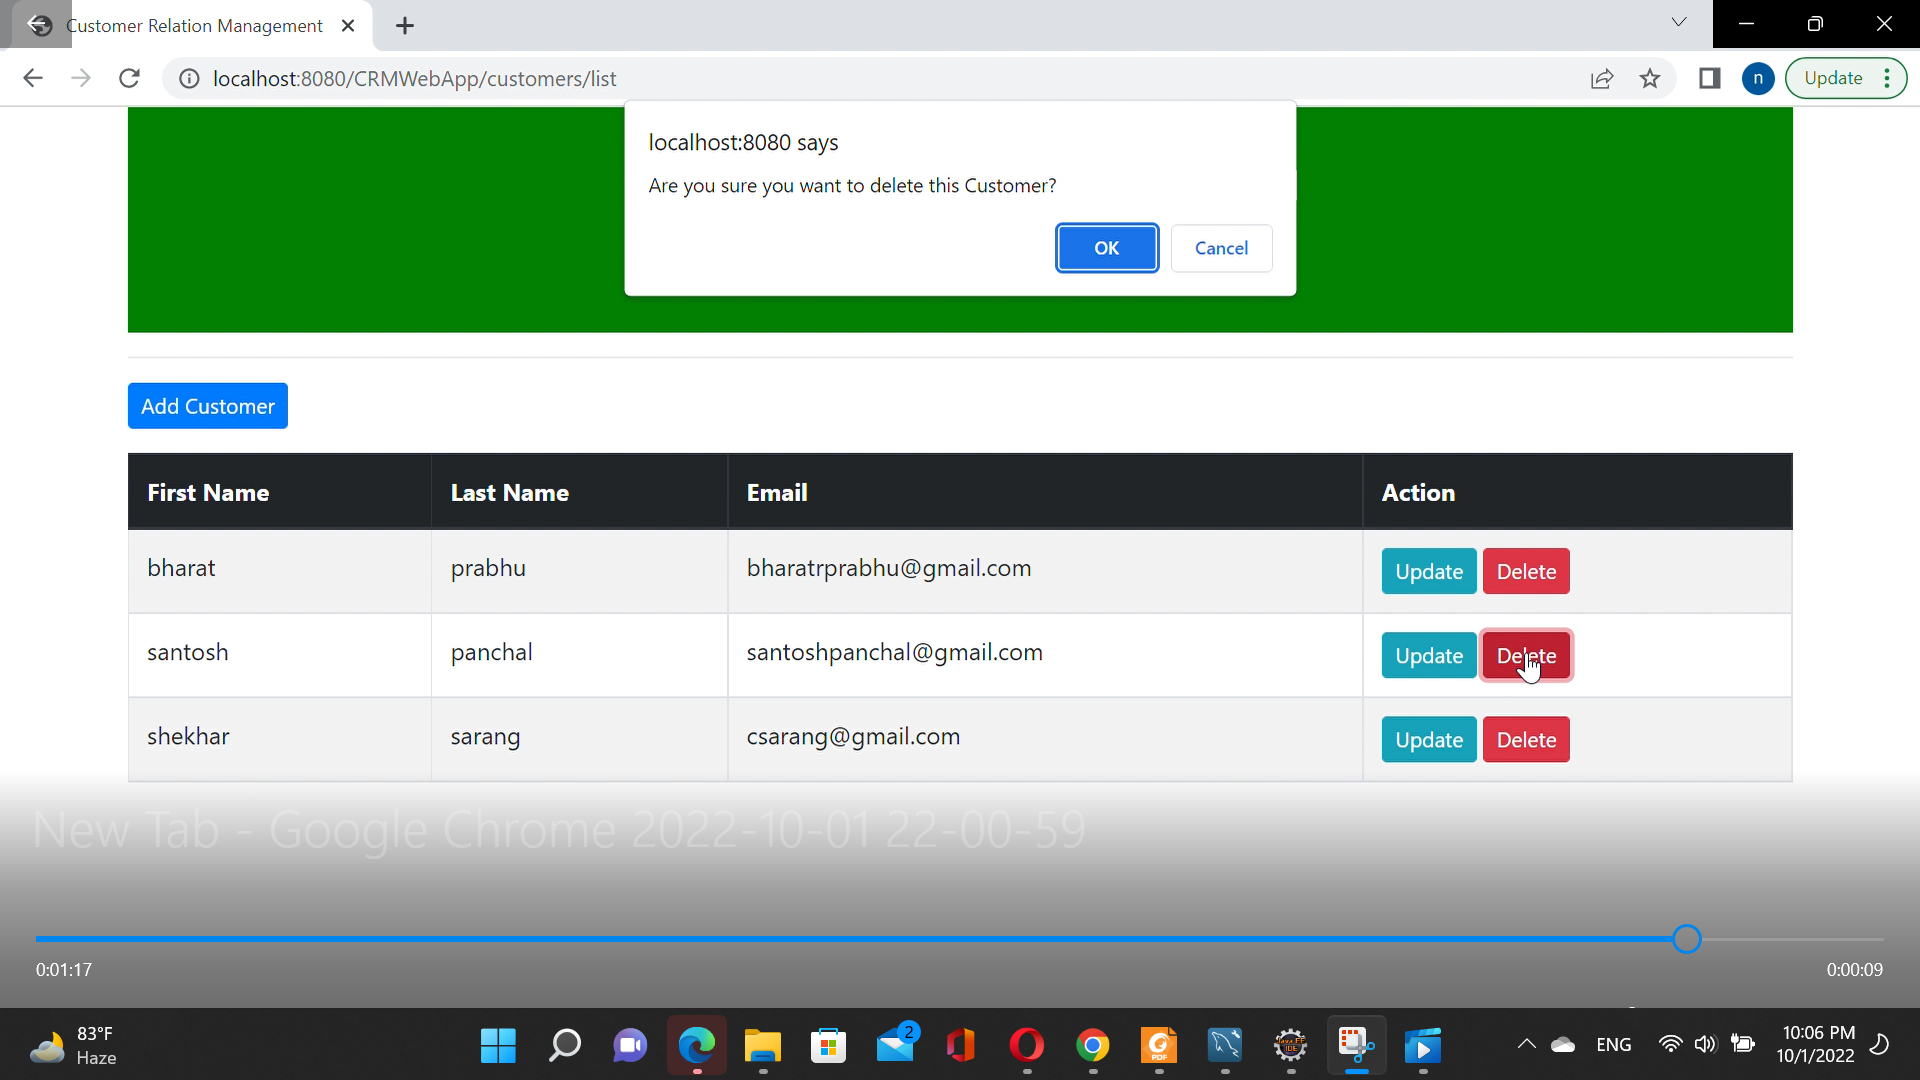 Customer Relation Management
localhost:8080/CRMWebApp/customers/list
n
Update
localhost:8080 says
Are you sure you want to delete this Customer?
OK
Cancel
Add Customer
First Name Last Name Email Action
bharat prabhu bharatrprabhu@gmail.com Update Delete
santosh panchal santoshpanchal@gmail.com Update Delete
shekhar sarang csarang@gmail.com Update Delete
New Tab - Google Chrome 2022-10-01 22-00-59
0:01:17 0:00:09
83°F
Haze
2
PDF
Java EE
IDE
ENG
10:06 PM
10/1/2022